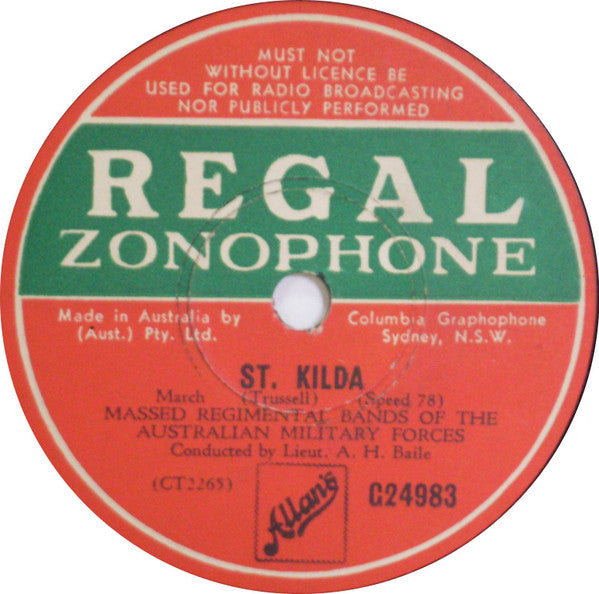 MUST NOT
WITHOUT LICENCE BE
USED FOR RADIO BROADCASTING
NOR PUBLICLY PERFORMED
REGAL
ZONOPHONE
Made in Australia by Columbia Graphophone
(Aust.) Pty. Ltd. Sydney, N.S.W.
ST. KILDA
March (Trussell) (Speed 78)
MASSED REGIMENTAL BANDS OF THE
AUSTRALIAN MILITARY FORCES
Conducted by Lieut. A. H. Baile
(CT2265) Allan's G24983